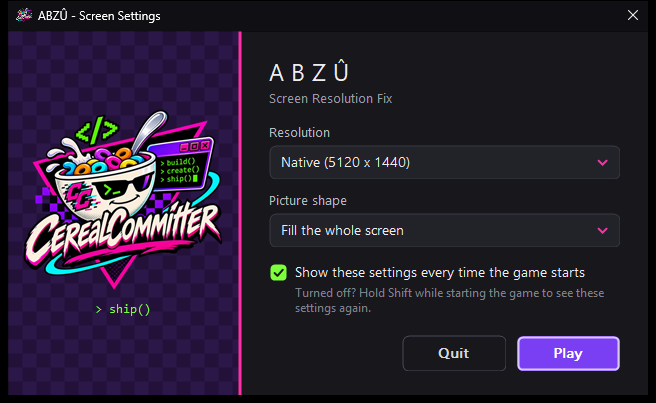 ABZÛ - Screen Settings
</>
> build()
> create()
> ship()
CC
>_
CEREALCOMMITTER
> ship()
ABZÛ
Screen Resolution Fix
Resolution
Native (5120 x 1440)
Picture shape
Fill the whole screen
Show these settings every time the game starts
Turned off? Hold Shift while starting the game to see these
settings again.
Quit
Play